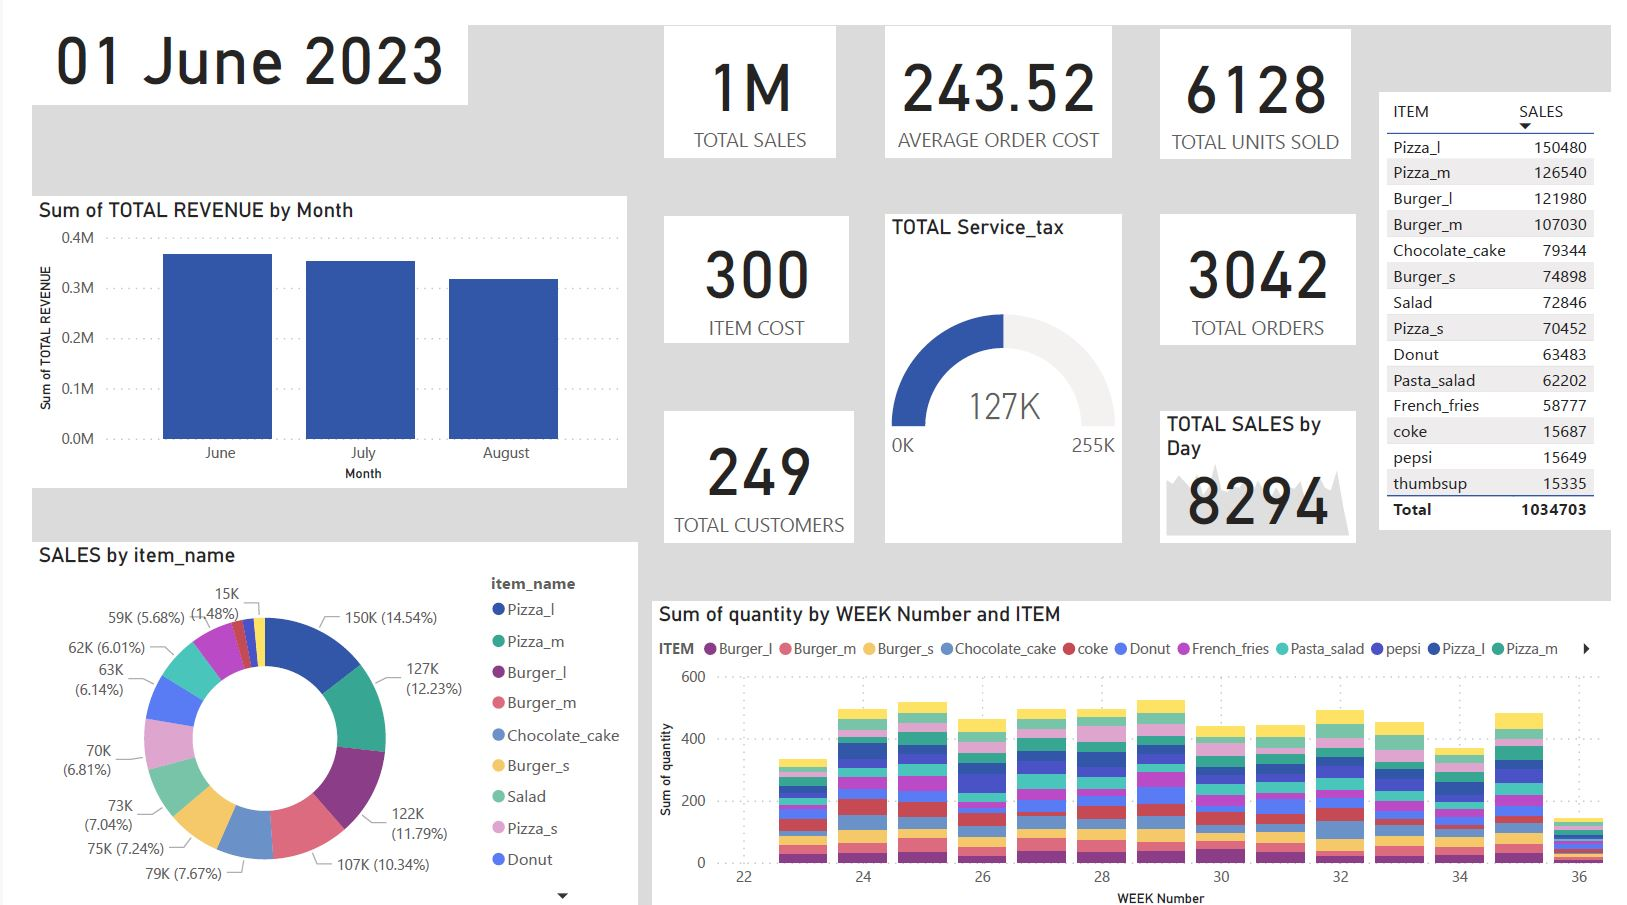 01 June 2023
1M
TOTAL SALES
243.52
AVERAGE ORDER COST
6128
TOTAL UNITS SOLD
ITEM SALES
Pizza_l 150480
Pizza_m 126540
Burger_l 121980
Burger_m 107030
Chocolate_cake 79344
Burger_s 74898
Salad 72846
Pizza_s 70452
Donut 63483
Pasta_salad 62202
French_fries 58777
coke 15687
pepsi 15649
thumbsup 15335
Total 1034703
Sum of TOTAL REVENUE by Month
0.4M
0.3M
0.2M
0.1M
0.0M
Sum of TOTAL REVENUE
June July August
Month
300
ITEM COST
TOTAL Service_tax
127K
0K 255K
3042
TOTAL ORDERS
249
TOTAL CUSTOMERS
TOTAL SALES by
Day
8294
SALES by item_name
15K
(1.48%)
150K (14.54%)
127K
(12.23%)
122K
(11.79%)
107K (10.34%)
79K (7.67%)
75K (7.24%)
73K
(7.04%)
70K
(6.81%)
63K
(6.14%)
62K (6.01%)
59K (5.68%)
item_name
Pizza_l
Pizza_m
Burger_l
Burger_m
Chocolate_cake
Burger_s
Salad
Pizza_s
Donut
Sum of quantity by WEEK Number and ITEM
ITEM Burger_l Burger_m Burger_s Chocolate_cake coke Donut French_fries Pasta_salad pepsi Pizza_l Pizza_m
600
400
200
0
Sum of quantity
22 24 26 28 30 32 34 36
WEEK Number